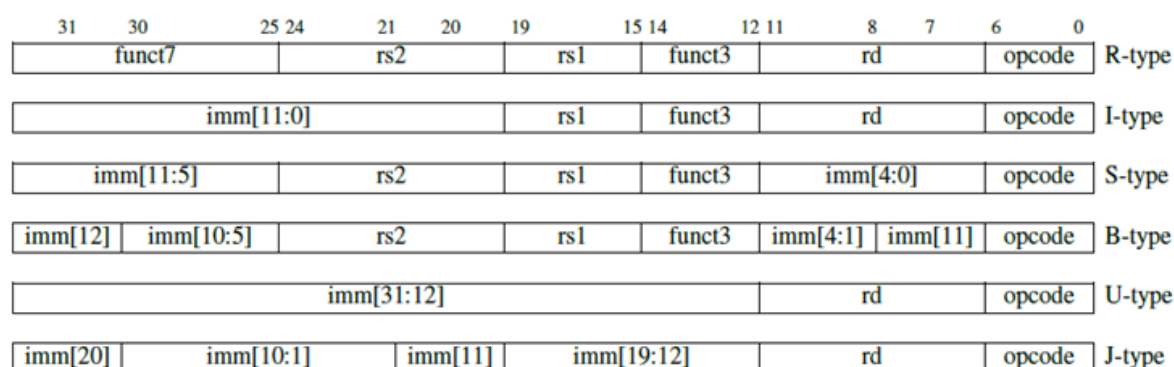 31 30 25 24 21 20 19 15 14 12 11 8 7 6 0
funct7 rs2 rs1 funct3 rd opcode R-type
imm[11:0] rs1 funct3 rd opcode I-type
imm[11:5] rs2 rs1 funct3 imm[4:0] opcode S-type
imm[12] imm[10:5] rs2 rs1 funct3 imm[4:1] imm[11] opcode B-type
imm[31:12] rd opcode U-type
imm[20] imm[10:1] imm[11] imm[19:12] rd opcode J-type